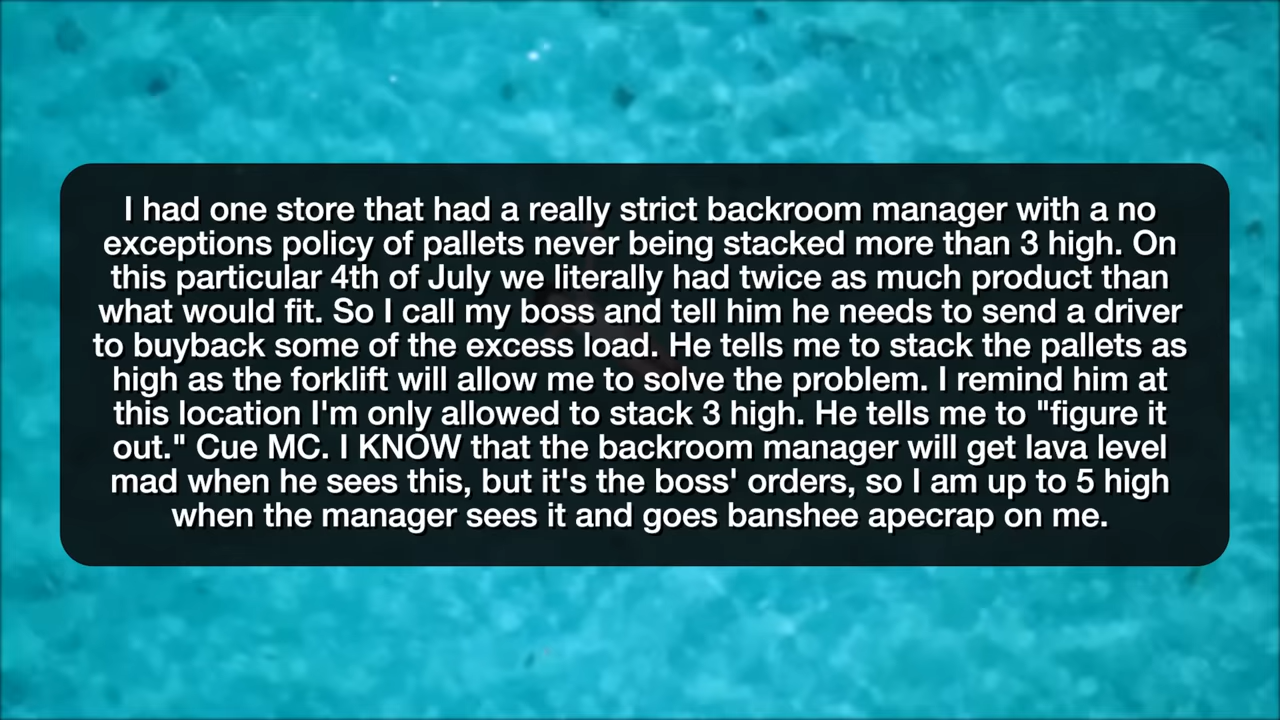 I had one store that had a really strict backroom manager with a no
exceptions policy of pallets never being stacked more than 3 high. On
this particular 4th of July we literally had twice as much product than
what would fit. So I call my boss and tell him he needs to send a driver
to buyback some of the excess load. He tells me to stack the pallets as
high as the forklift will allow me to solve the problem. I remind him at
this location I'm only allowed to stack 3 high. He tells me to "figure it
out." Cue MC. I KNOW that the backroom manager will get lava level
mad when he sees this, but it's the boss' orders, so I am up to 5 high
when the manager sees it and goes banshee apecrap on me.